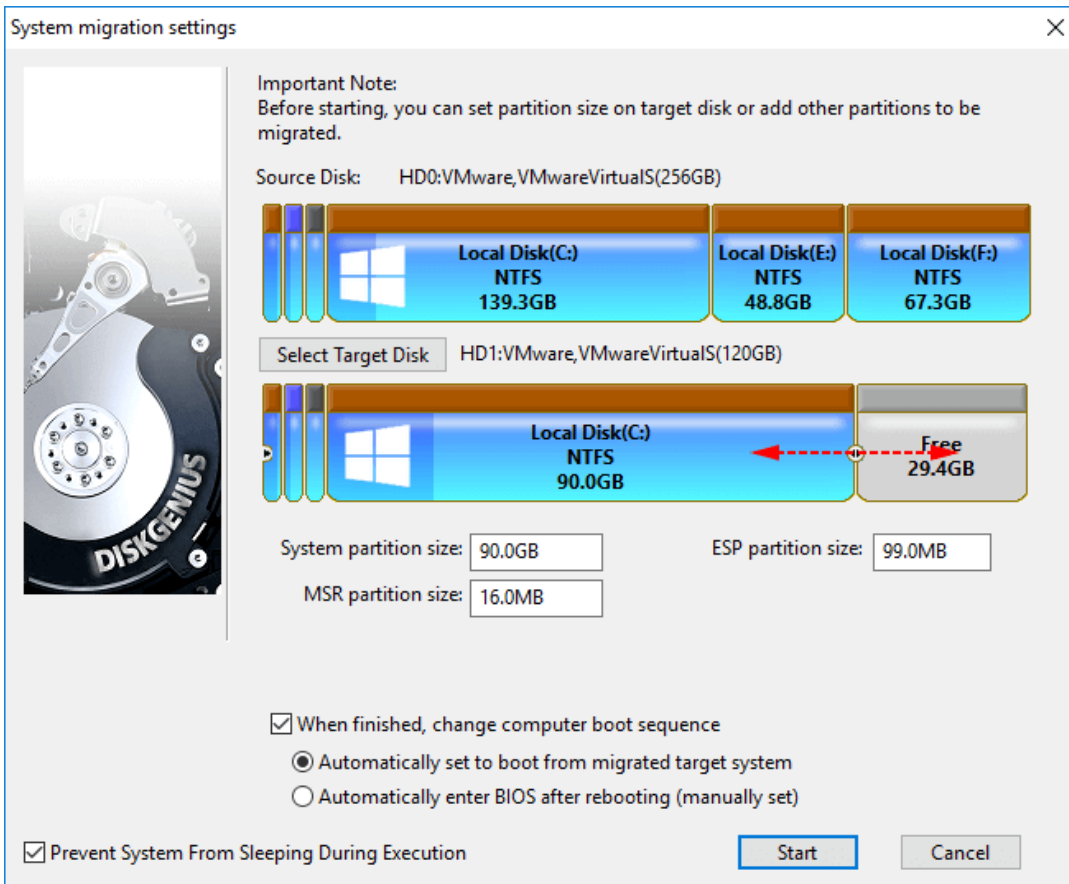 System migration settings
Important Note:
Before starting, you can set partition size on target disk or add other partitions to be
migrated.
Source Disk: HD0:VMware,VMwareVirtualS(256GB)
Local Disk(C:) Local Disk(E:) Local Disk(F:)
NTFS NTFS NTFS
139.3GB 48.8GB 67.3GB
Select Target Disk HD1:VMware,VMwareVirtualS(120GB)
Local Disk(C:) Free
NTFS 29.4GB
90.0GB
DISKGENIUS
System partition size: 90.0GB ESP partition size: 99.0MB
MSR partition size: 16.0MB
When finished, change computer boot sequence
Automatically set to boot from migrated target system
Automatically enter BIOS after rebooting (manually set)
Prevent System From Sleeping During Execution Start Cancel